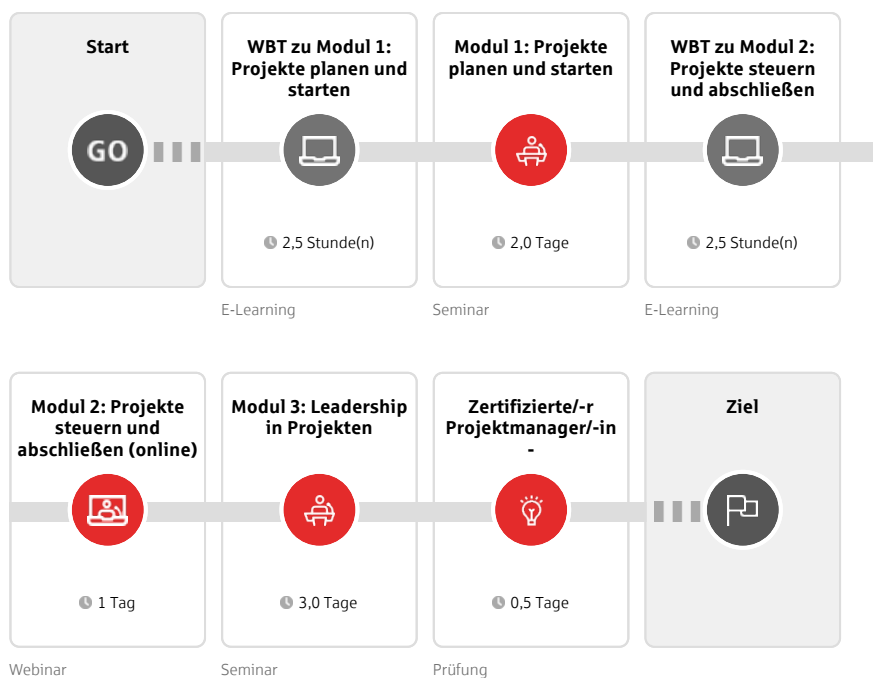 Start
GO
WBT zu Modul 1:
Projekte planen und
starten
2,5 Stunde(n)
E-Learning
Modul 1: Projekte
planen und starten
2,0 Tage
Seminar
WBT zu Modul 2:
Projekte steuern
und abschließen
2,5 Stunde(n)
E-Learning
Modul 2: Projekte
steuern und
abschließen (online)
1 Tag
Webinar
Modul 3: Leadership
in Projekten
3,0 Tage
Seminar
Zertifizierte/-r
Projektmanager/-in
-
0,5 Tage
Prüfung
Ziel